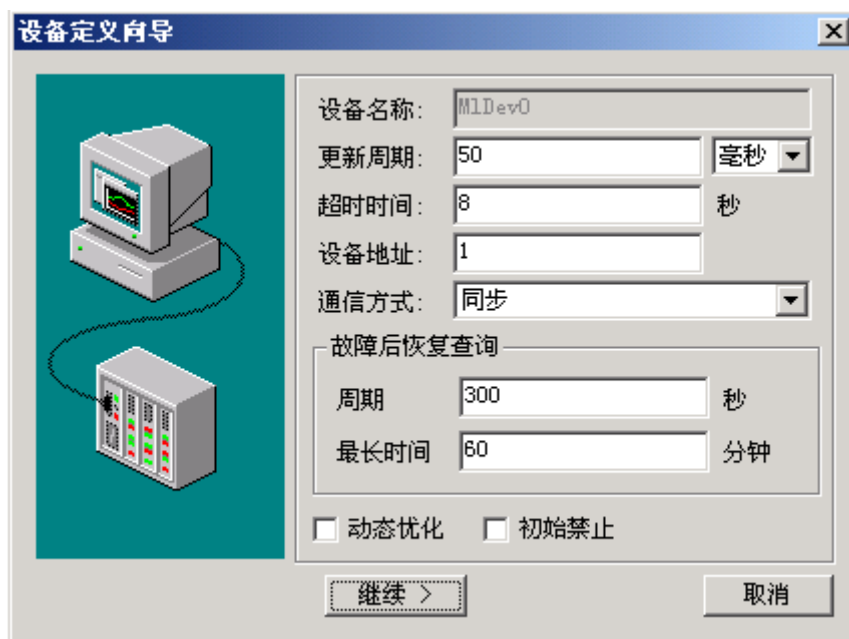 设备定义向导
设备名称: MlDev0
更新周期: 50 毫秒
超时时间: 8 秒
设备地址: 1
通信方式: 同步
故障后恢复查询
周期 300 秒
最长时间 60 分钟
动态优化 初始禁止
继续 > 取消